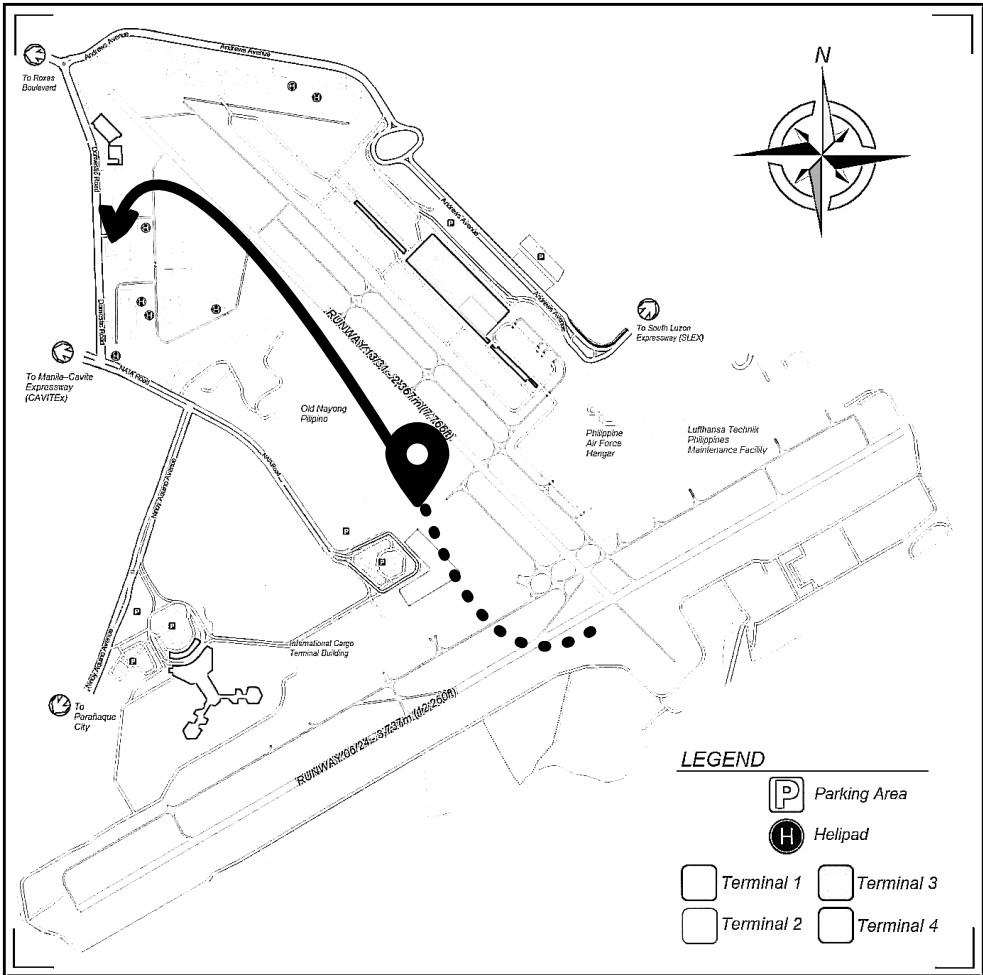 Andrews Avenue
Andrews Avenue
N
To Roxas
Boulevard
H
H
Domestic Road
Andrews Avenue
P
H
P
Andrews Avenue
H
H
H
Domestic Road
To South Luzon
Expressway (SLEX)
RUNWAY 13/31 - 2,367m (7,766ft)
H
To Manila-Cavite
Expressway
(CAVITEx)
NAIA Road
Old Nayong
Pilipino
Philippine
Air Force
Hangar
Lufthansa Technik
Philippines
Maintenance Facility
NAIA Road
Ninoy Aquino Avenue
P
P
P
P
P
International Cargo
Terminal Building
Ninoy Aquino Avenue
To
Parañaque
City
RUNWAY 06/24 - 3,737m (12,260ft)
LEGEND
P Parking Area
H Helipad
Terminal 1 Terminal 3
Terminal 2 Terminal 4